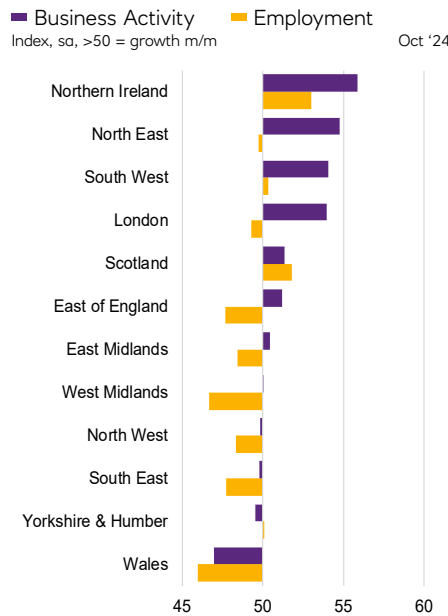 Business Activity Employment
Index, sa, >50 = growth m/m Oct ‘24
Northern Ireland
North East
South West
London
Scotland
East of England
East Midlands
West Midlands
North West
South East
Yorkshire & Humber
Wales
45 50 55 60